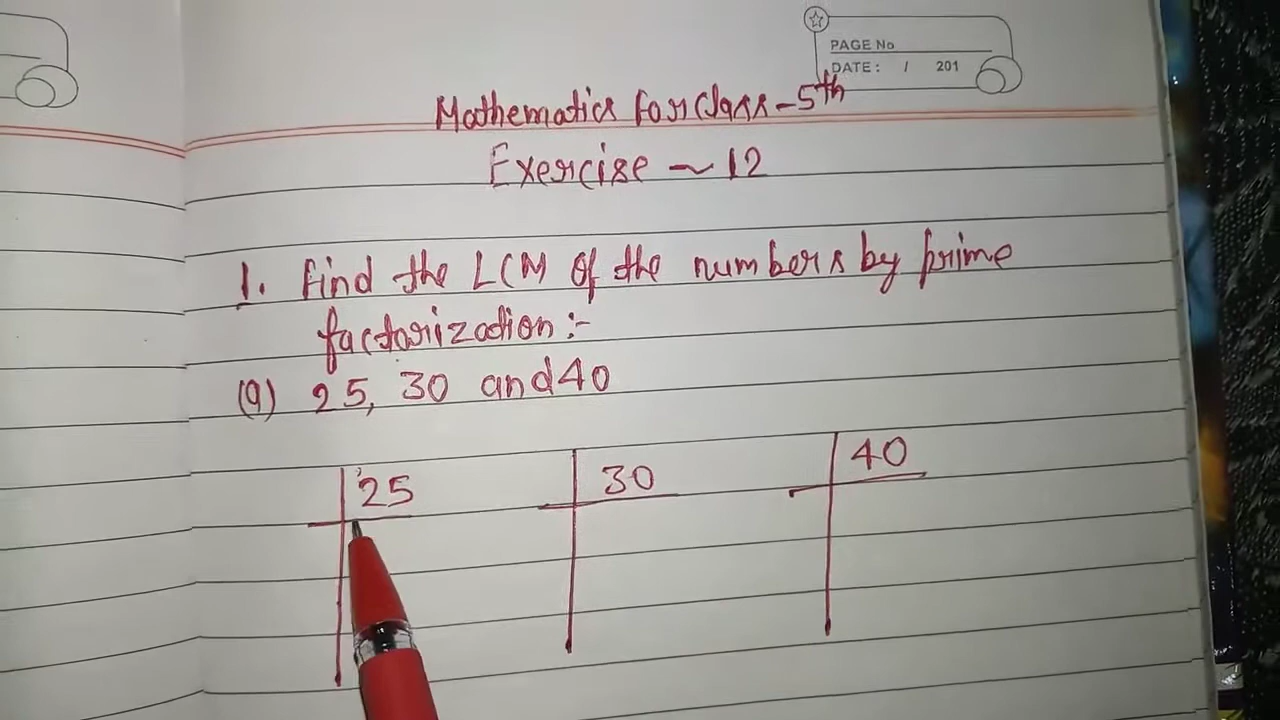 PAGE No
DATE : / 201
Mathematics For Class-5th
Exercise ~ 12
1. Find the LCM of the numbers by prime
factorization :-
(a) 25, 30 and 40
25 30 40